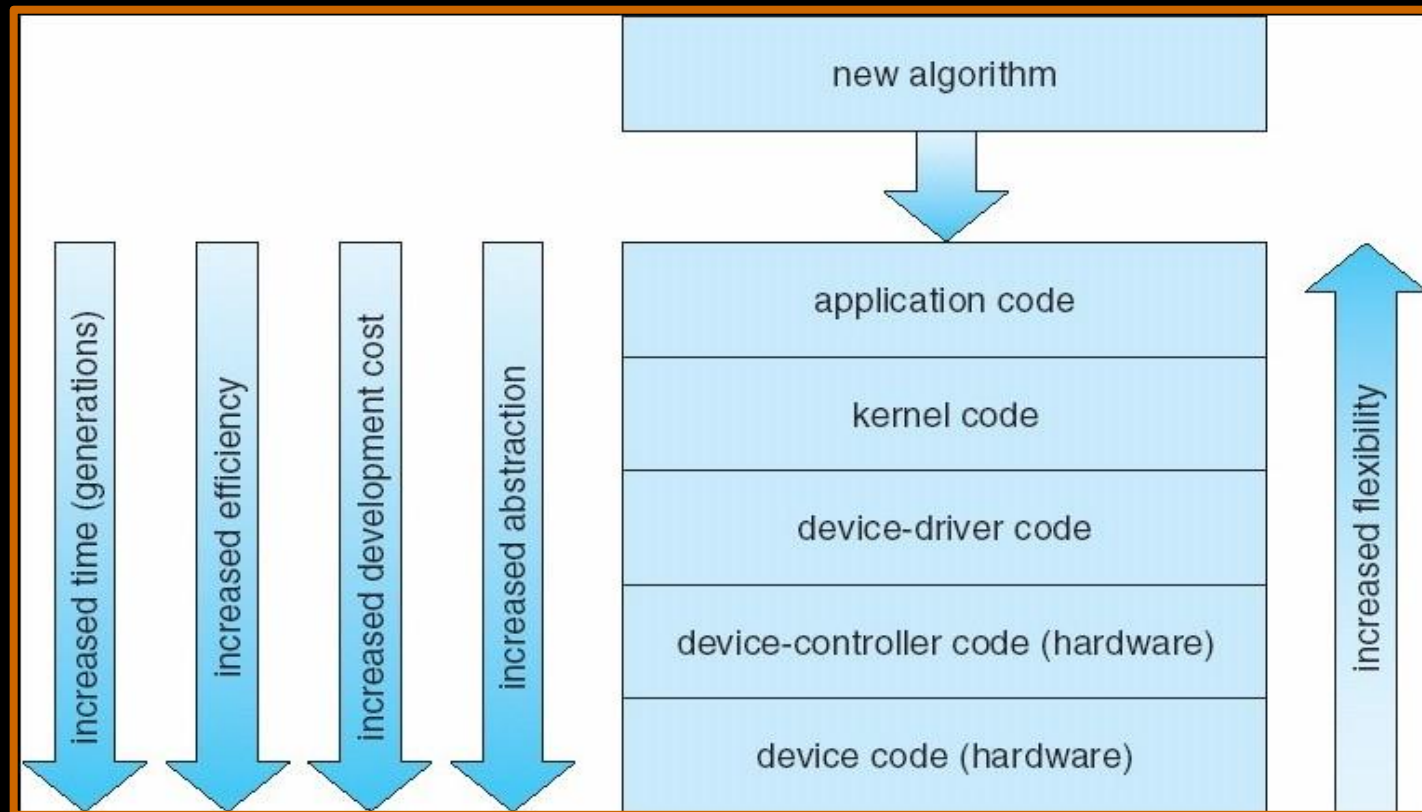 new algorithm
increased time (generations)
increased efficiency
increased development cost
increased abstraction
application code
kernel code
device-driver code
device-controller code (hardware)
device code (hardware)
increased flexibility